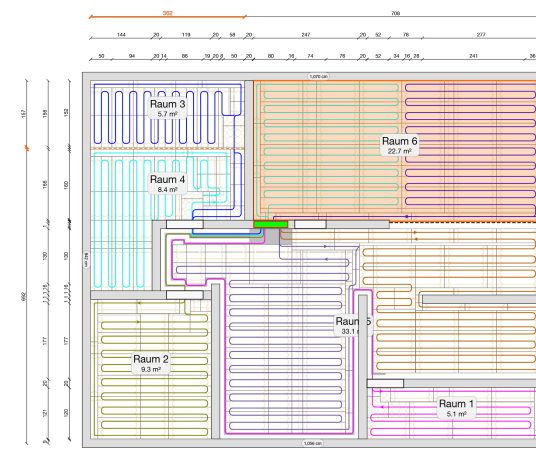 362 708
144 20 119 20 58 20 247 20 52 78 277
50 94 20 14 86 19 20 8 50 20 80 16 74 76 20 52 34 16 28 241 36
1,070 cm
Raum 3
5.7 m²
Raum 6
22.7 m²
Raum 4
8.4 m²
157
158
152
166
160
692
130
130
Raum 5
33.1
177
177
Raum 2
9.3 m²
20
20
121
120
Raum 1
5.1 m²
1,056 cm